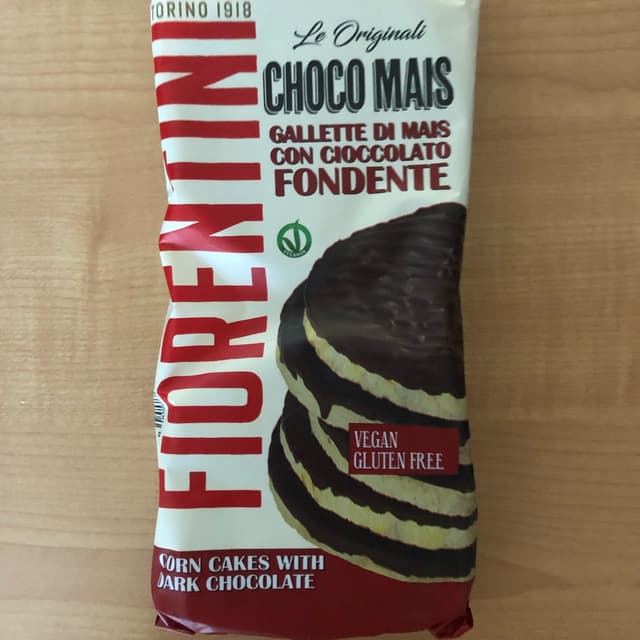 TORINO 1918
FIORENTINI
Le Originali
CHOCO MAIS
GALLETTE DI MAIS
CON CIOCCOLATO
FONDENTE
VEGAN
GLUTEN FREE
CORN CAKES WITH
DARK CHOCOLATE